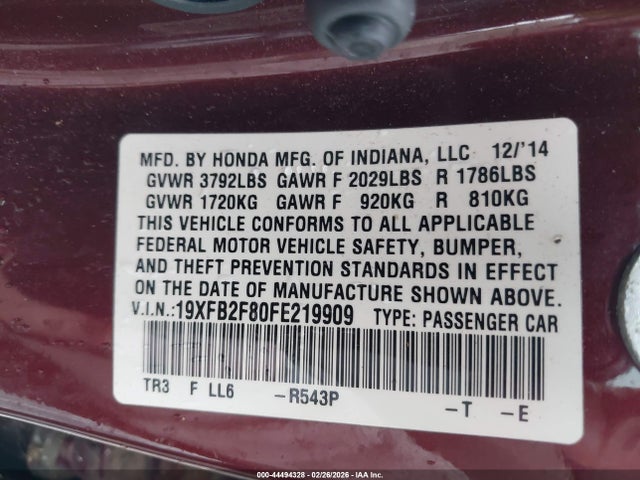 MFD. BY HONDA MFG. OF INDIANA, LLC 12/'14
GVWR 3792LBS GAWR F 2029LBS R 1786LBS
GVWR 1720KG GAWR F 920KG R 810KG
THIS VEHICLE CONFORMS TO ALL APPLICABLE
FEDERAL MOTOR VEHICLE SAFETY, BUMPER,
AND THEFT PREVENTION STANDARDS IN EFFECT
ON THE DATE OF MANUFACTURE SHOWN ABOVE.
V.I.N.:19XFB2F80FE219909 TYPE: PASSENGER CAR
TR3 F LL6 -R543P -T -E
000-44494328 - 02/26/2026 - IAA Inc.